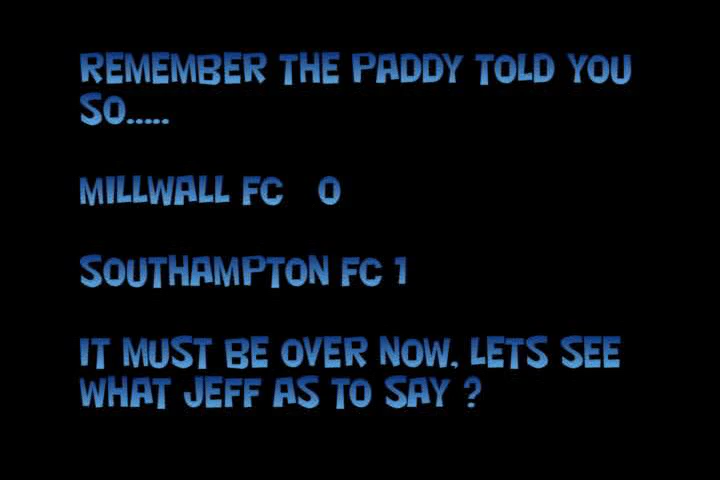 REMEMBER THE PADDY TOLD YOU
SO.....
MILLWALL FC 0
SOUTHAMPTON FC 1
IT MUST BE OVER NOW, LETS SEE
WHAT JEFF AS TO SAY ?